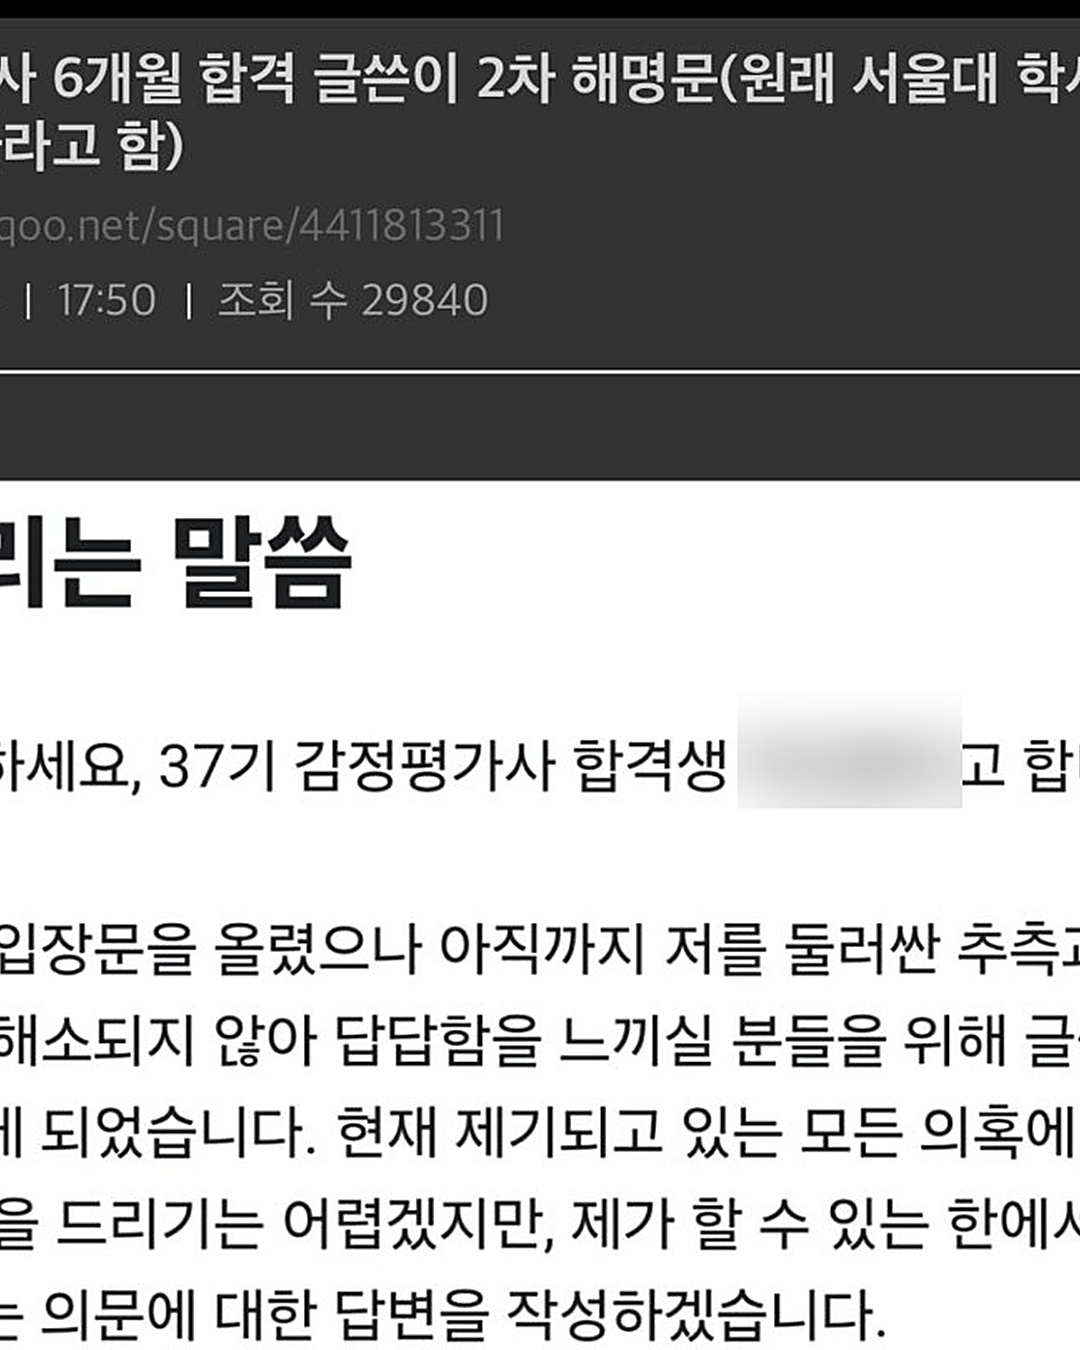 사 6개월 합격 글쓴이 2차 해명문(원래 서울대 학
라고 함)
qoo.net/square/4411813311
| 17:50 | 조회 수 29840
리는 말씀
하세요, 37기 감정평가사 합격생 고 합
입장문을 올렸으나 아직까지 저를 둘러싼 추측
해소되지 않아 답답함을 느끼실 분들을 위해 글
게 되었습니다. 현재 제기되고 있는 모든 의혹에
을 드리기는 어렵겠지만, 제가 할 수 있는 한에서
는 의문에 대한 답변을 작성하겠습니다.